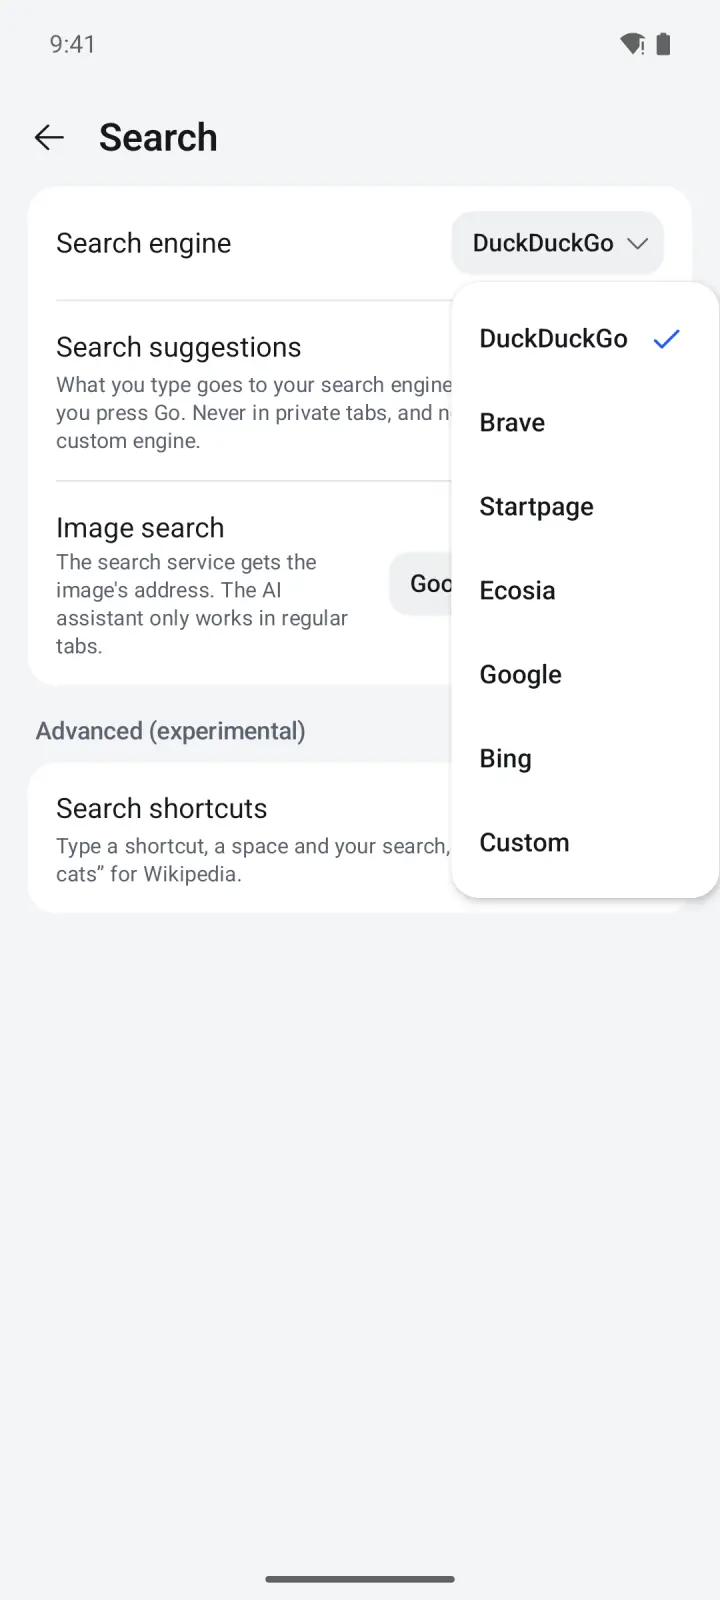 9:41
Search
Search engine
DuckDuckGo
DuckDuckGo
Brave
Startpage
Ecosia
Google
Bing
Custom
Search suggestions
What you type goes to your search engine
you press Go. Never in private tabs, and
custom engine.
Image search
The search service gets the
image's address. The AI
assistant only works in regular
tabs.
Advanced (experimental)
Search shortcuts
Type a shortcut, a space and your search,
cats” for Wikipedia.